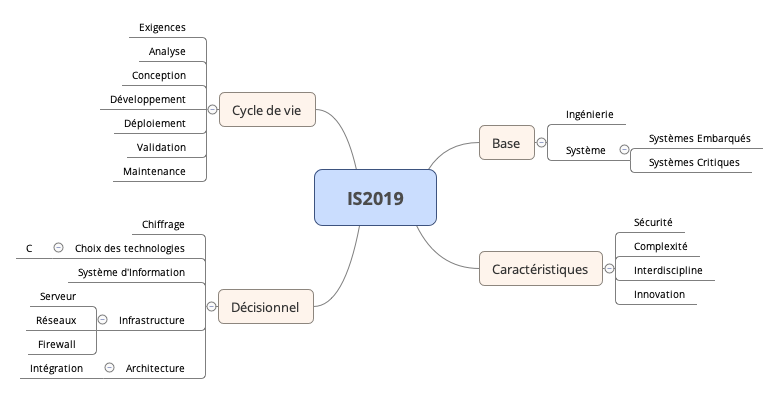 IS2019
Cycle de vie
Exigences
Analyse
Conception
Développement
Déploiement
Validation
Maintenance
Base
Ingénierie
Système
Systèmes Embarqués
Systèmes Critiques
Caractéristiques
Sécurité
Complexité
Interdiscipline
Innovation
Décisionnel
Chiffrage
Choix des technologies
C
Système d'Information
Infrastructure
Serveur
Réseaux
Firewall
Architecture
Intégration